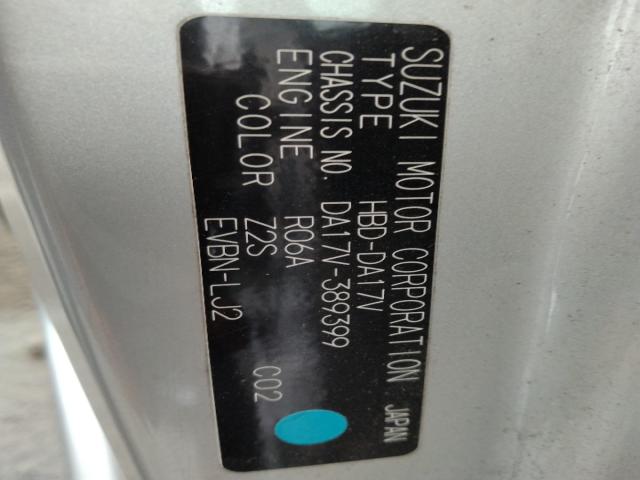 SUZUKI MOTOR CORPORATION JAPAN
TYPE HBD-DA17V
CHASSIS NO. DA17V-389399
ENGINE R06A
COLOR Z2S C02
EVBN-LJ2